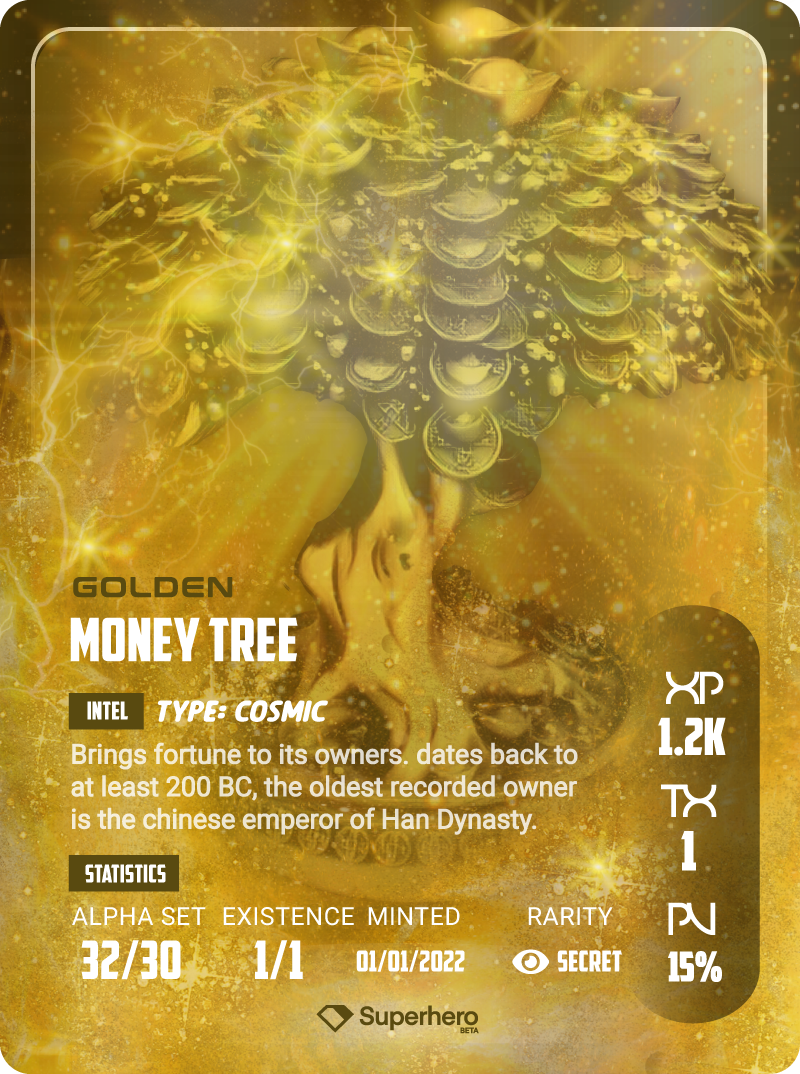 GOLDEN
MONEY TREE
INTEL TYPE: COSMIC
Brings fortune to its owners. dates back to
at least 200 BC, the oldest recorded owner
is the chinese emperor of Han Dynasty.
STATISTICS
ALPHA SET EXISTENCE MINTED RARITY
32/30 1/1 01/01/2022 SECRET
XP
1.2K
TX
1
PV
15%
Superhero
BETA